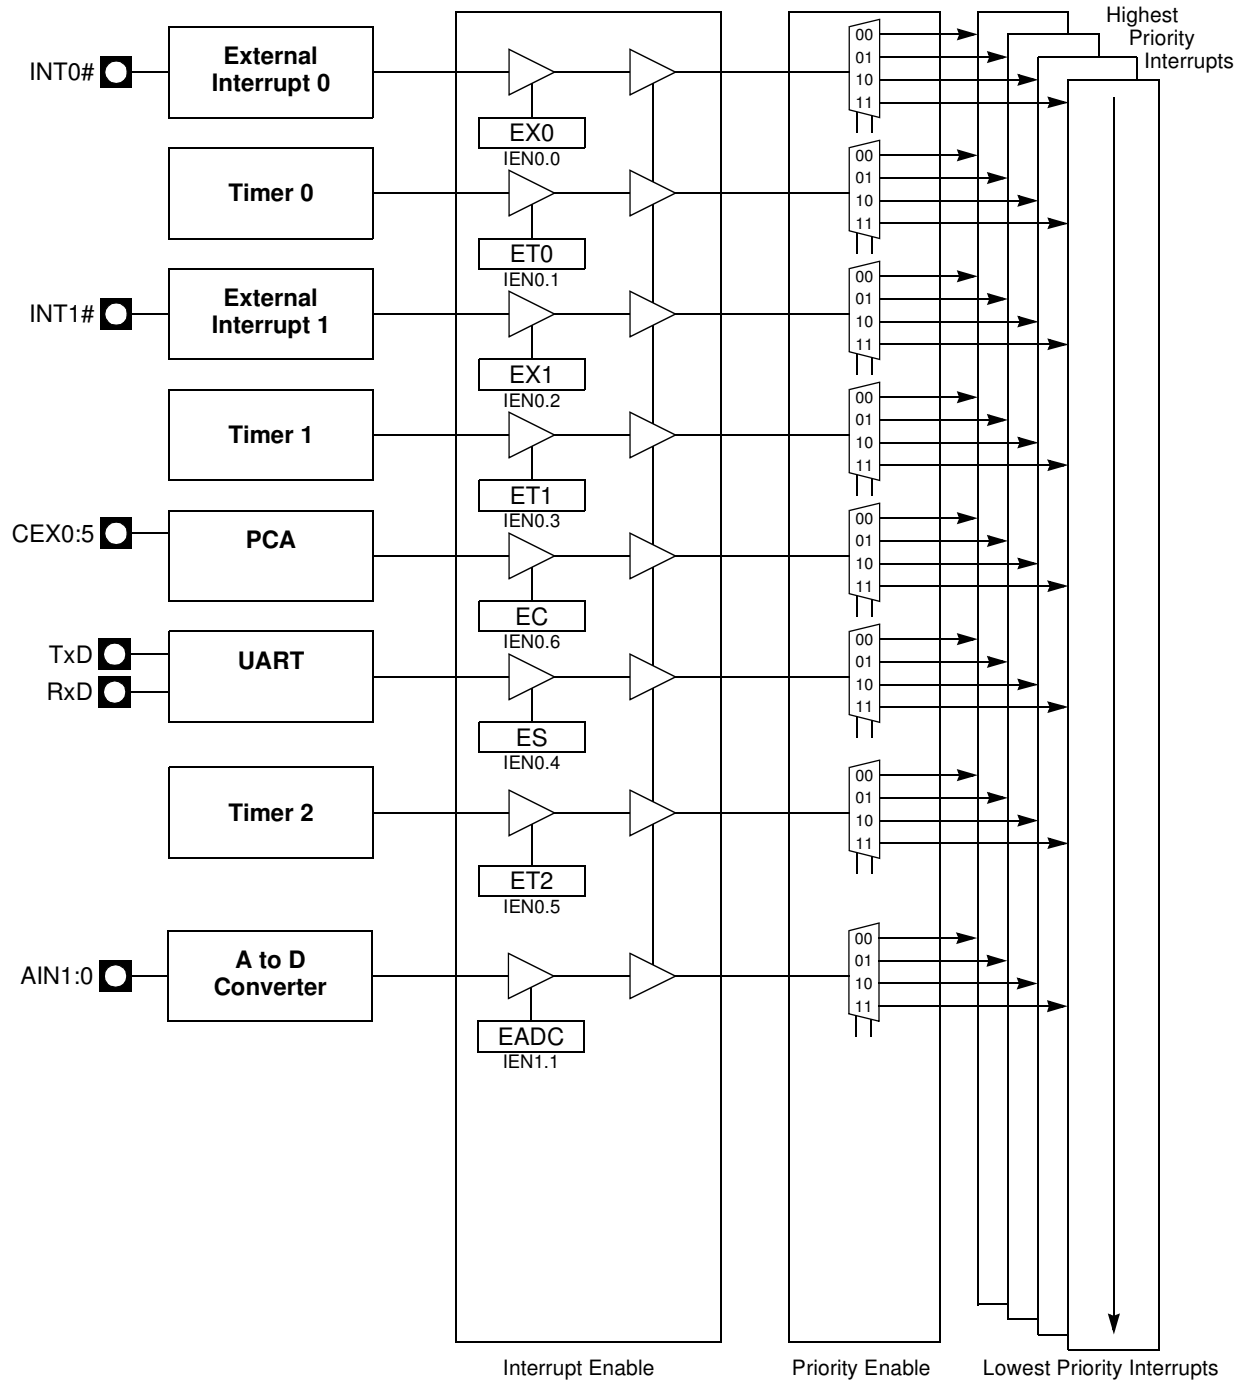 Highest
Priority
Interrupts
INT0#
External
Interrupt 0
EX0
IEN0.0
00
01
10
11
Timer 0
ET0
IEN0.1
00
01
10
11
INT1#
External
Interrupt 1
EX1
IEN0.2
00
01
10
11
Timer 1
ET1
IEN0.3
00
01
10
11
CEX0:5
PCA
EC
IEN0.6
00
01
10
11
TxD
RxD
UART
ES
IEN0.4
00
01
10
11
Timer 2
ET2
IEN0.5
00
01
10
11
AIN1:0
A to D
Converter
EADC
IEN1.1
00
01
10
11
Interrupt Enable
Priority Enable
Lowest Priority Interrupts